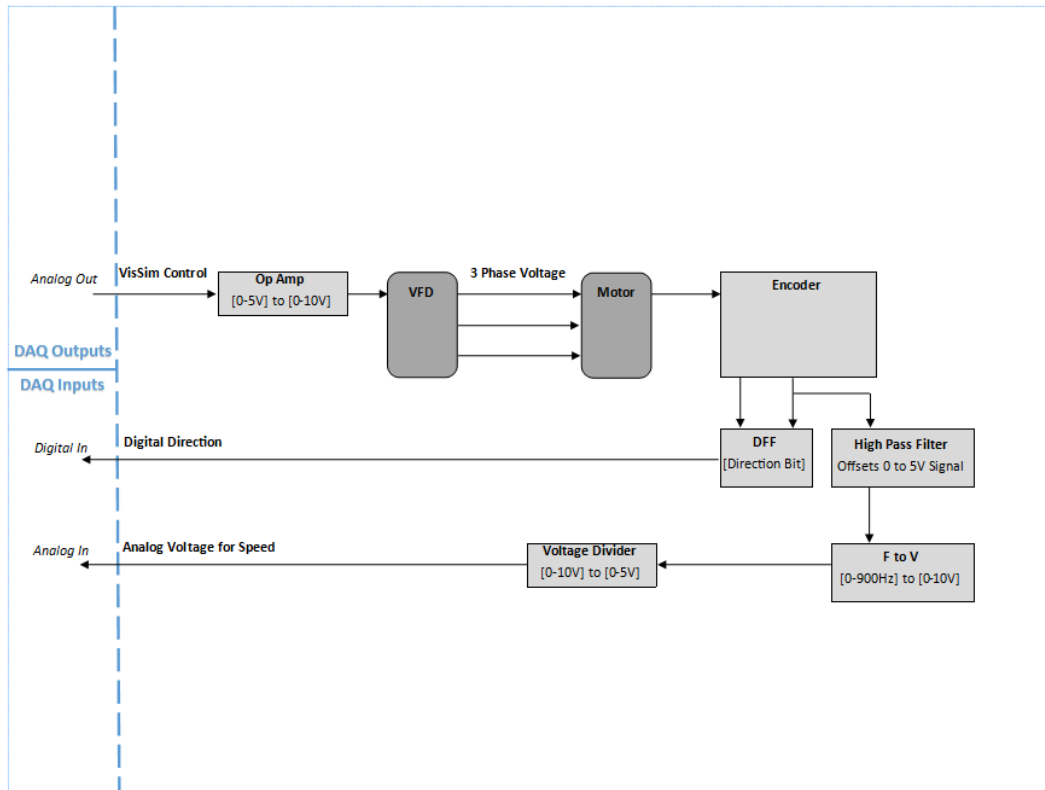 Analog Out
VisSim Control
Op Amp
[0-5V] to [0-10V]
VFD
3 Phase Voltage
Motor
Encoder
DAQ Outputs
DAQ Inputs
Digital In
Digital Direction
DFF
[Direction Bit]
High Pass Filter
Offsets 0 to 5V Signal
Analog In
Analog Voltage for Speed
Voltage Divider
[0-10V] to [0-5V]
F to V
[0-900Hz] to [0-10V]